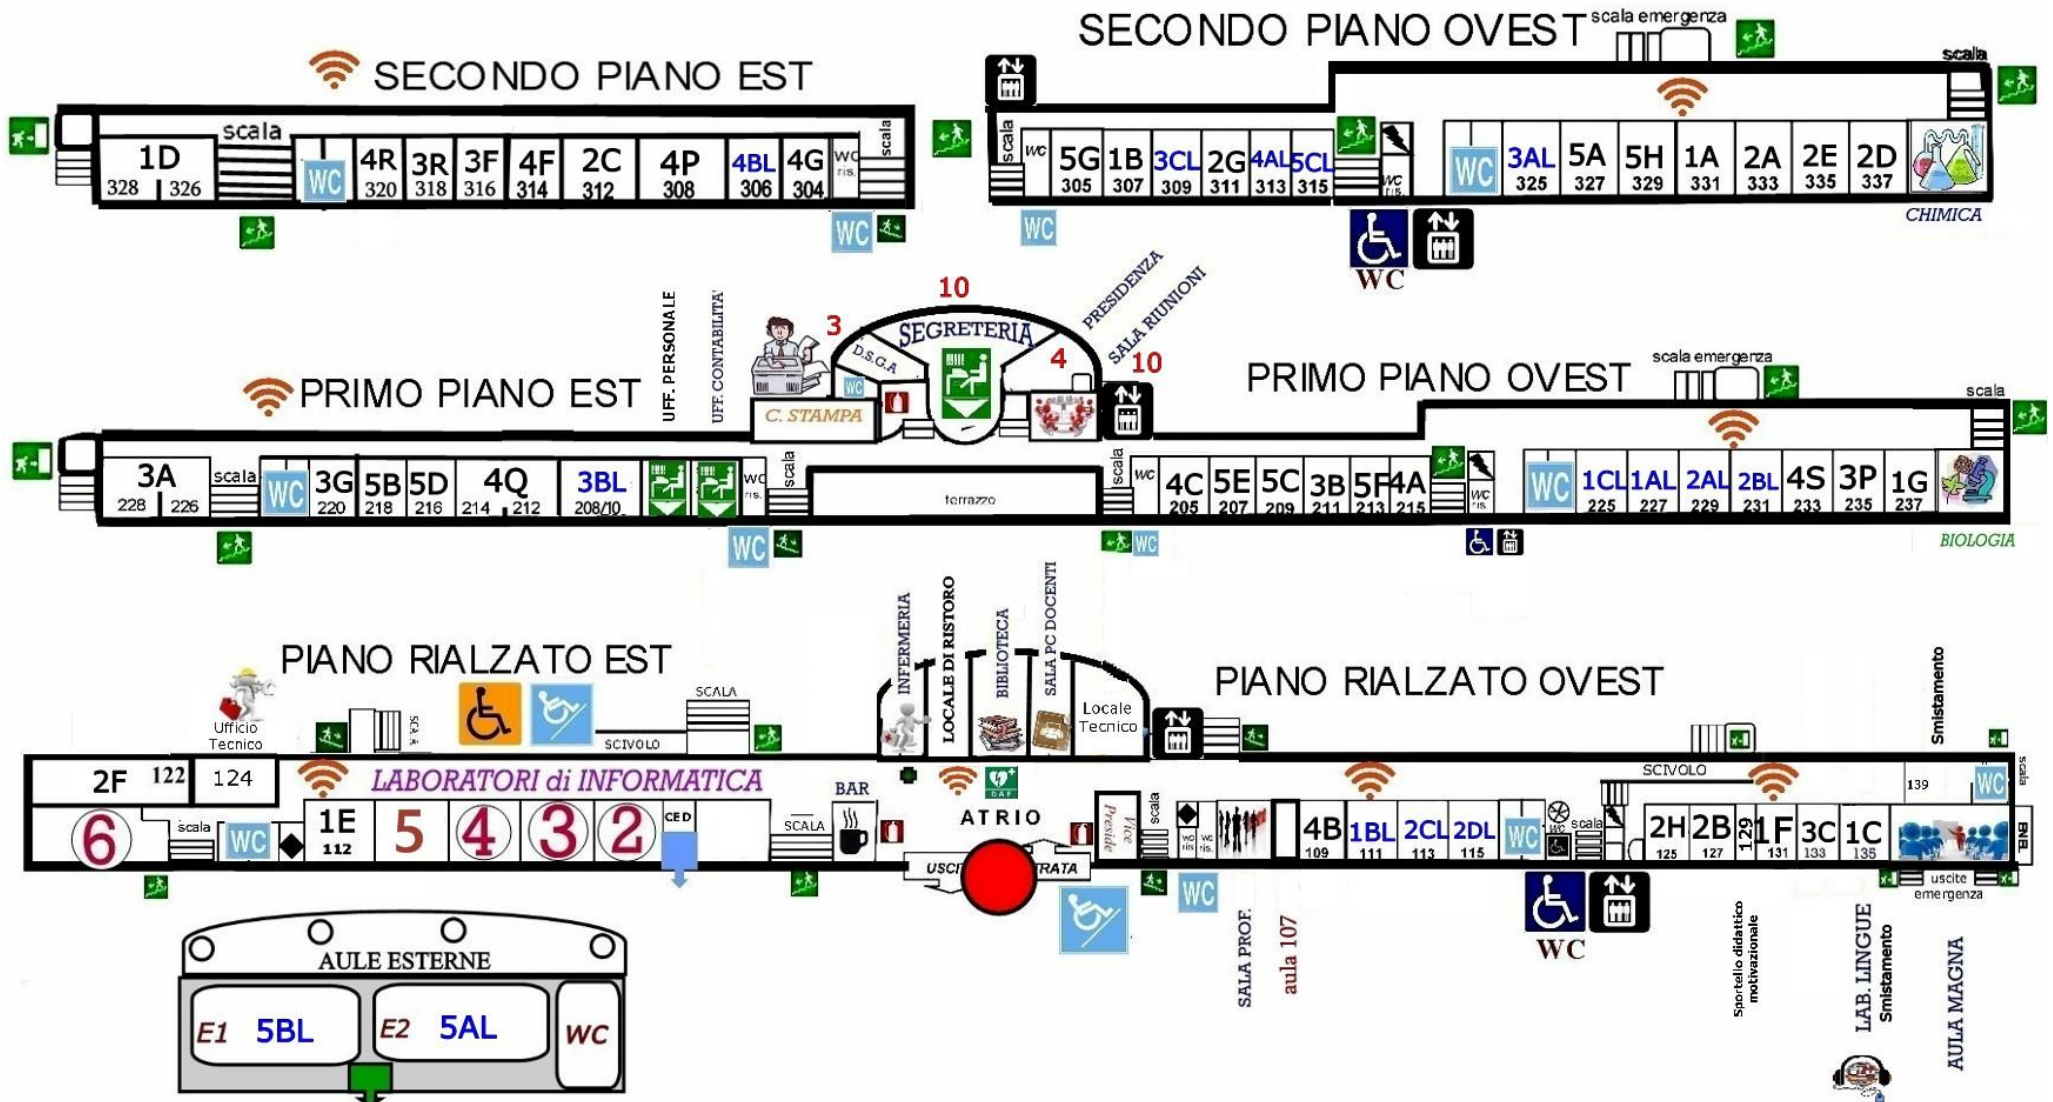 SECONDO PIANO EST
scala
scala
1D
328 326
WC
4R
320
3R
318
3F
316
4F
314
2C
312
4P
308
4BL
306
4G
304
WC
ris.
WC
SECONDO PIANO OVEST
scala emergenza
scala
scala
WC
5G
305
1B
307
3CL
309
2G
311
4AL
313
5CL
315
WC
ris.
WC
3AL
325
5A
327
5H
329
1A
331
2A
333
2E
335
2D
337
CHIMICA
WC
WC
PRIMO PIANO EST
UFF. PERSONALE
UFF. CONTABILITA'
3
10
SEGRETERIA
D.S.G.A
WC
C. STAMPA
4
PRESIDENZA
SALA RIUNIONI
10
3A
228 226
scala
WC
3G
220
5B
218
5D
216
4Q
214 212
3BL
208/10
WC
ris.
scala
WC
terrazzo
PRIMO PIANO OVEST
scala emergenza
scala
scala
WC
4C
205
5E
207
5C
209
3B
211
5F
213
4A
215
WC
ris.
WC
1CL
225
1AL
227
2AL
229
2BL
231
4S
233
3P
235
1G
237
BIOLOGIA
WC
PIANO RIALZATO EST
Ufficio
Tecnico
SCIVOLO
SCALA
2F 122
124
LABORATORI di INFORMATICA
6
scala
WC
1E
112
5
4
3
2
CED
SCALA
BAR
INFERMERIA
LOCALE DI RISTORO
BIBLIOTECA
SALA PC DOCENTI
Locale
Tecnico
DAE
ATRIO
Vice
Preside
PIANO RIALZATO OVEST
scala
WC
ris.
WC
ris.
WC
4B
109
1BL
111
2CL
113
2DL
115
WC
WC
scala
SCIVOLO
2H
125
2B
127
129
1F
131
3C
133
1C
135
139
WC
scala
Smistamento
uscite
emergenza
WC
SALA PROF.
aula 107
Sportello didattico
motivazionale
LAB. LINGUE
Smistamento
AULA MAGNA
AULE ESTERNE
E1 5BL
E2 5AL
WC